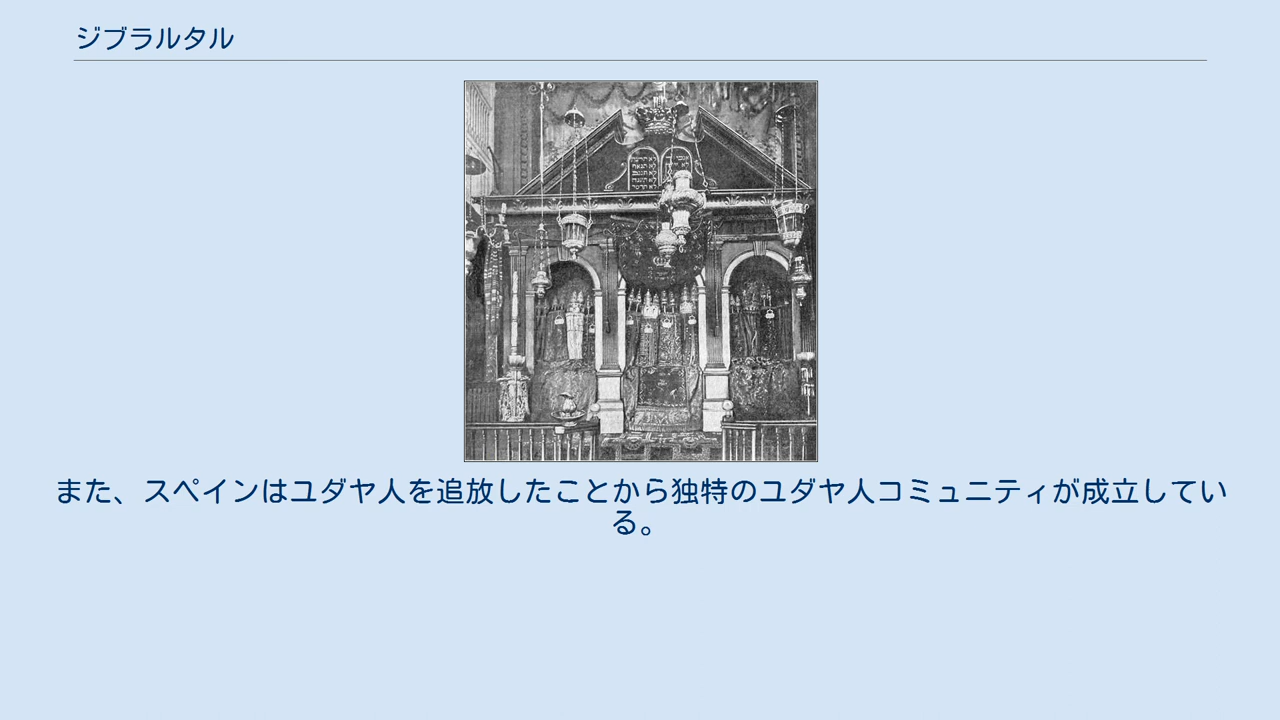 ジブラルタル
また、スペインはユダヤ人を追放したことから独特のユダヤ人コミュニティが成立してい
る。